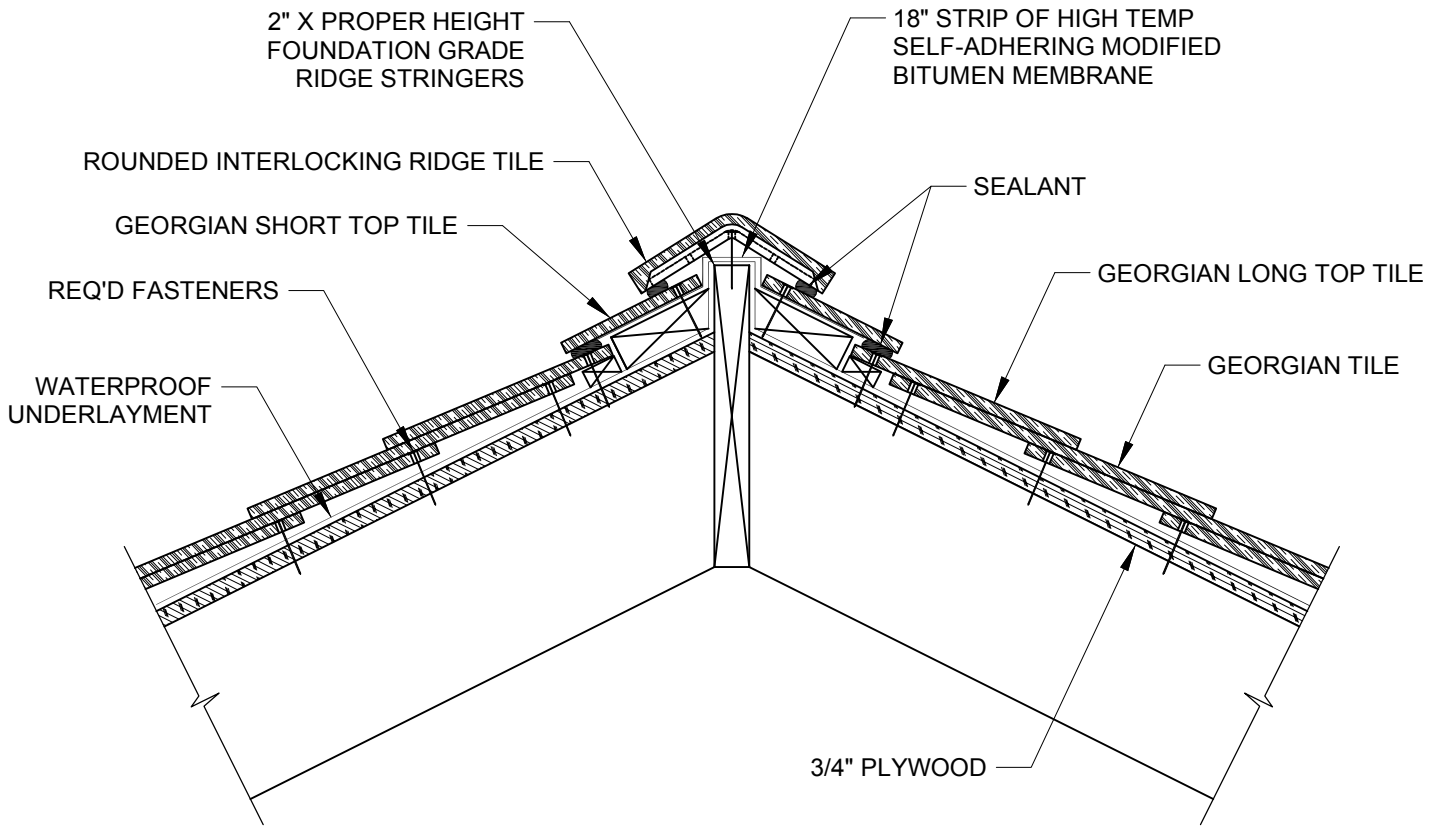 2" X PROPER HEIGHT
FOUNDATION GRADE
RIDGE STRINGERS
18" STRIP OF HIGH TEMP
SELF-ADHERING MODIFIED
BITUMEN MEMBRANE
ROUNDED INTERLOCKING RIDGE TILE
SEALANT
GEORGIAN SHORT TOP TILE
GEORGIAN LONG TOP TILE
REQ'D FASTENERS
GEORGIAN TILE
WATERPROOF
UNDERLAYMENT
3/4" PLYWOOD